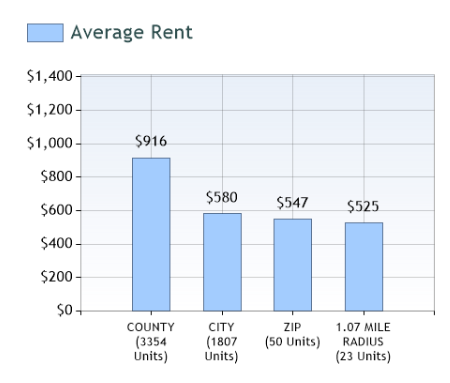 Average Rent
$1,400
$1,200
$1,000
$800
$600
$400
$200
$0
$916
$580
$547
$525
COUNTY
(3354
Units)
CITY
(1807
Units)
ZIP
(50 Units)
1.07 MILE
RADIUS
(23 Units)